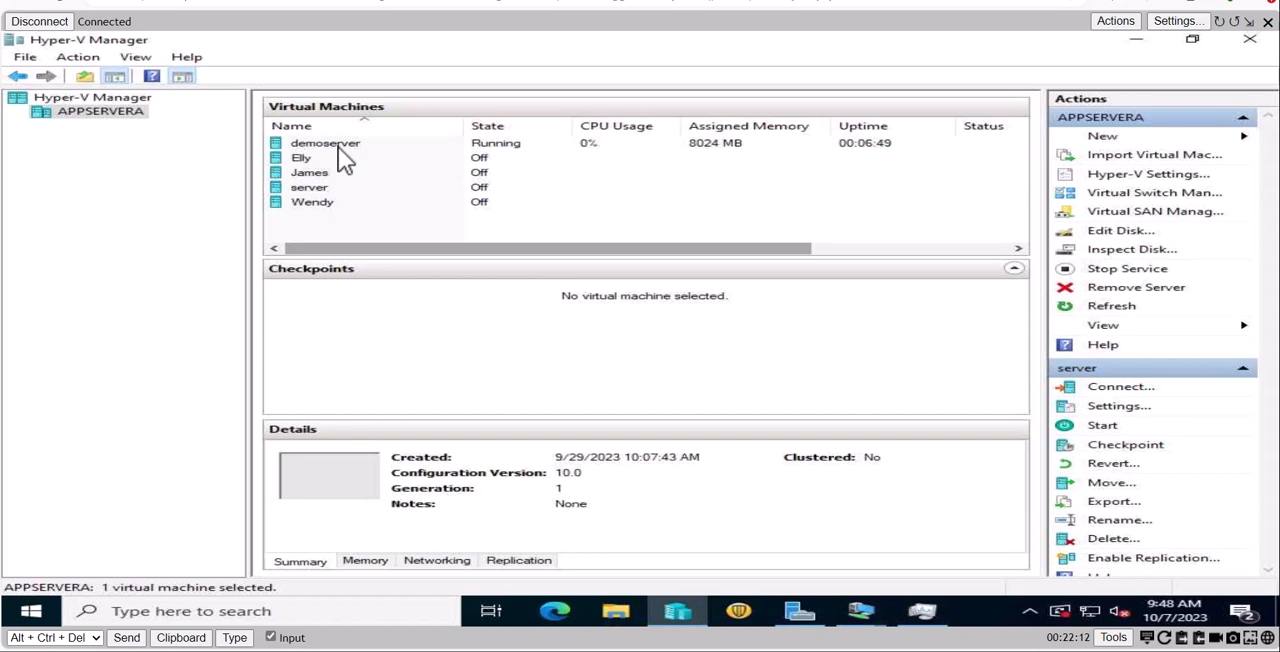 Disconnect Connected Actions Settings...
Hyper-V Manager
File Action View Help
Hyper-V Manager
APPSERVERA
Virtual Machines
Name State CPU Usage Assigned Memory Uptime Status
demoserver Running 0% 8024 MB 00:06:49
Elly Off
James Off
server Off
Wendy Off
Checkpoints
No virtual machine selected.
Details
Created: 9/29/2023 10:07:43 AM Clustered: No
Configuration Version: 10.0
Generation: 1
Notes: None
Summary Memory Networking Replication
Actions
APPSERVERA
New
Import Virtual Mac...
Hyper-V Settings...
Virtual Switch Man...
Virtual SAN Manag...
Edit Disk...
Inspect Disk...
Stop Service
Remove Server
Refresh
View
Help
server
Connect...
Settings...
Start
Checkpoint
Revert...
Move...
Export...
Rename...
Delete...
Enable Replication...
APPSERVERA: 1 virtual machine selected.
Type here to search
9:48 AM
10/7/2023
2
Alt + Ctrl + Del Send Clipboard Type Input 00:22:12 Tools